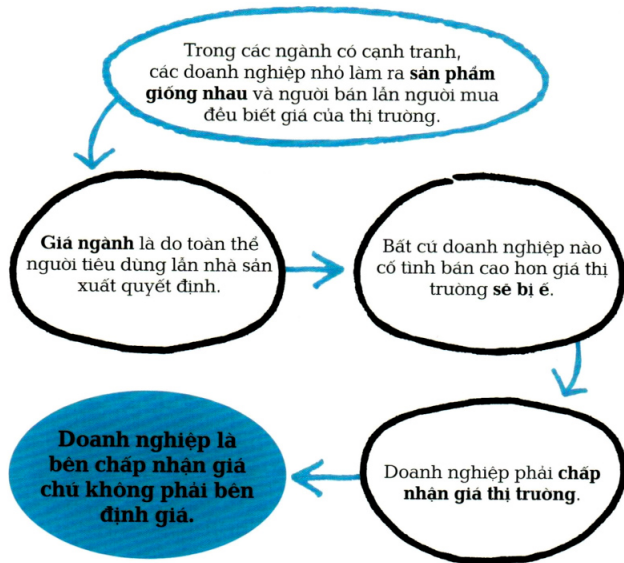 Trong các ngành có cạnh tranh,
các doanh nghiệp nhỏ làm ra sản phẩm
giống nhau và người bán lẫn người mua
đều biết giá của thị trường.
Giá ngành là do toàn thể
người tiêu dùng lẫn nhà sản
xuất quyết định.
Bất cứ doanh nghiệp nào
cố tình bán cao hơn giá thị
trường sẽ bị ế.
Doanh nghiệp phải chấp
nhận giá thị trường.
Doanh nghiệp là
bên chấp nhận giá
chứ không phải bên
định giá.